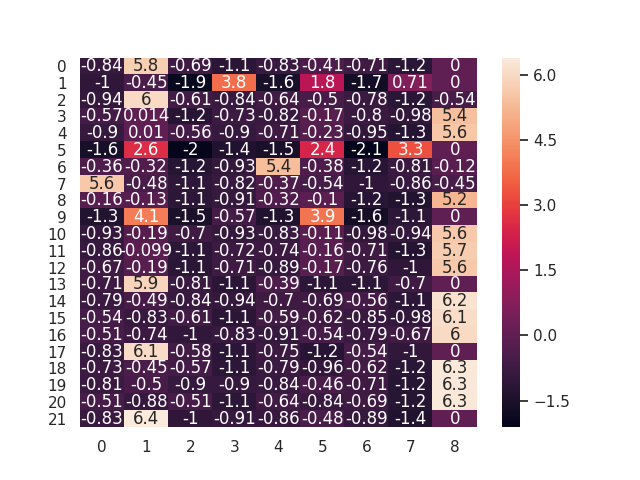 0 -0.84 5.8 -0.69 -1.1 -0.83 -0.41 -0.71 -1.2 0
1 -1 -0.45 -1.9 3.8 -1.6 1.8 -1.7 0.71 0
2 -0.94 6 -0.61 -0.84 -0.64 -0.5 -0.78 -1.2 -0.54
3 -0.57 0.014 -1.2 -0.73 -0.82 -0.17 -0.8 -0.98 5.4
4 -0.9 0.01 -0.56 -0.9 -0.71 -0.23 -0.95 -1.3 5.6
5 -1.6 2.6 -2 -1.4 -1.5 2.4 -2.1 3.3 0
6 -0.36 -0.32 -1.2 -0.93 5.4 -0.38 -1.2 -0.81 -0.12
7 5.6 -0.48 -1.1 -0.82 -0.37 -0.54 -1 -0.86 -0.45
8 -0.16 -0.13 -1.1 -0.91 -0.32 -0.1 -1.2 -1.3 5.2
9 -1.3 4.1 -1.5 -0.57 -1.3 3.9 -1.6 -1.1 0
10 -0.93 -0.19 -0.7 -0.93 -0.83 -0.11 -0.98 -0.94 5.6
11 -0.86 -0.099 -1.1 -0.72 -0.74 -0.16 -0.71 -1.3 5.7
12 -0.67 -0.19 -1.1 -0.71 -0.89 -0.17 -0.76 -1 5.6
13 -0.71 5.9 -0.81 -1.1 -0.39 -1.1 -1.1 -0.7 0
14 -0.79 -0.49 -0.84 -0.94 -0.7 -0.69 -0.56 -1.1 6.2
15 -0.54 -0.83 -0.61 -1.1 -0.59 -0.62 -0.85 -0.98 6.1
16 -0.51 -0.74 -1 -0.83 -0.91 -0.54 -0.79 -0.67 6
17 -0.83 6.1 -0.58 -1.1 -0.75 -1.2 -0.54 -1 0
18 -0.73 -0.45 -0.57 -1.1 -0.79 -0.96 -0.62 -1.2 6.3
19 -0.81 -0.5 -0.9 -0.9 -0.84 -0.46 -0.71 -1.2 6.3
20 -0.51 -0.88 -0.51 -1.1 -0.64 -0.84 -0.69 -1.2 6.3
21 -0.83 6.4 -1 -0.91 -0.86 -0.48 -0.89 -1.4 0
0 1 2 3 4 5 6 7 8
6.0
4.5
3.0
1.5
0.0
−1.5